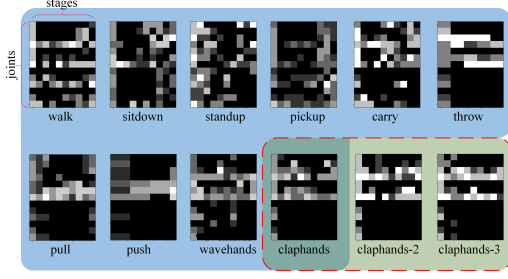 stages
joints
walk sitdown standup pickup carry throw
pull push wavehands claphands claphands-2 claphands-3